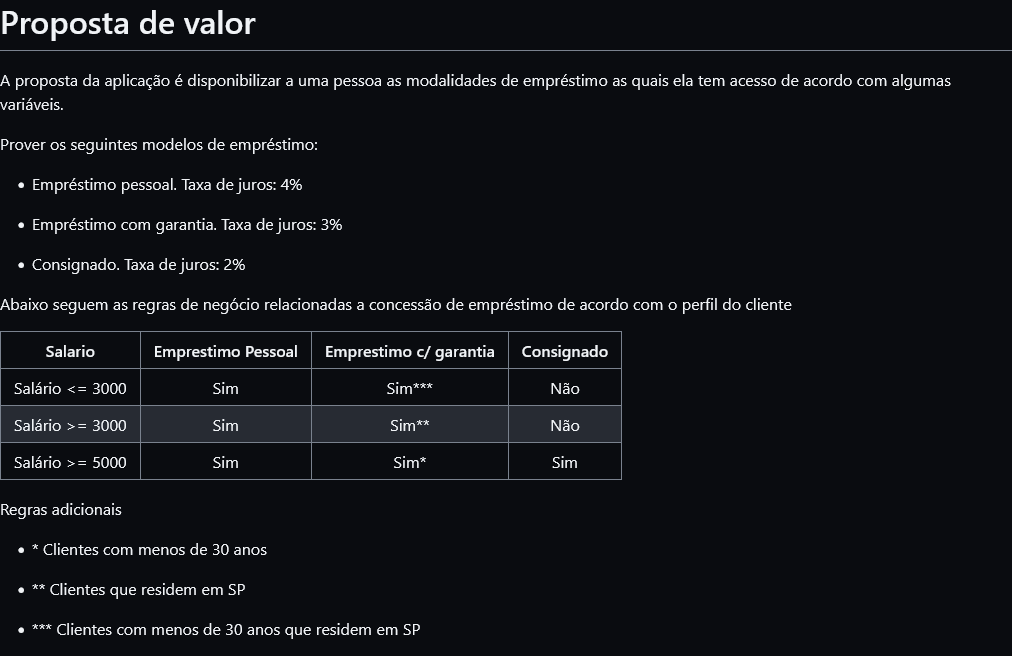 Proposta de valor
A proposta da aplicação é disponibilizar a uma pessoa as modalidades de empréstimo as quais ela tem acesso de acordo com algumas
variáveis.
Prover os seguintes modelos de empréstimo:
• Empréstimo pessoal. Taxa de juros: 4%
• Empréstimo com garantia. Taxa de juros: 3%
• Consignado. Taxa de juros: 2%
Abaixo seguem as regras de negócio relacionadas a concessão de empréstimo de acordo com o perfil do cliente
Salario Emprestimo Pessoal Emprestimo c/ garantia Consignado
Salário <= 3000 Sim Sim*** Não
Salário >= 3000 Sim Sim** Não
Salário >= 5000 Sim Sim* Sim
Regras adicionais
• * Clientes com menos de 30 anos
• ** Clientes que residem em SP
• *** Clientes com menos de 30 anos que residem em SP